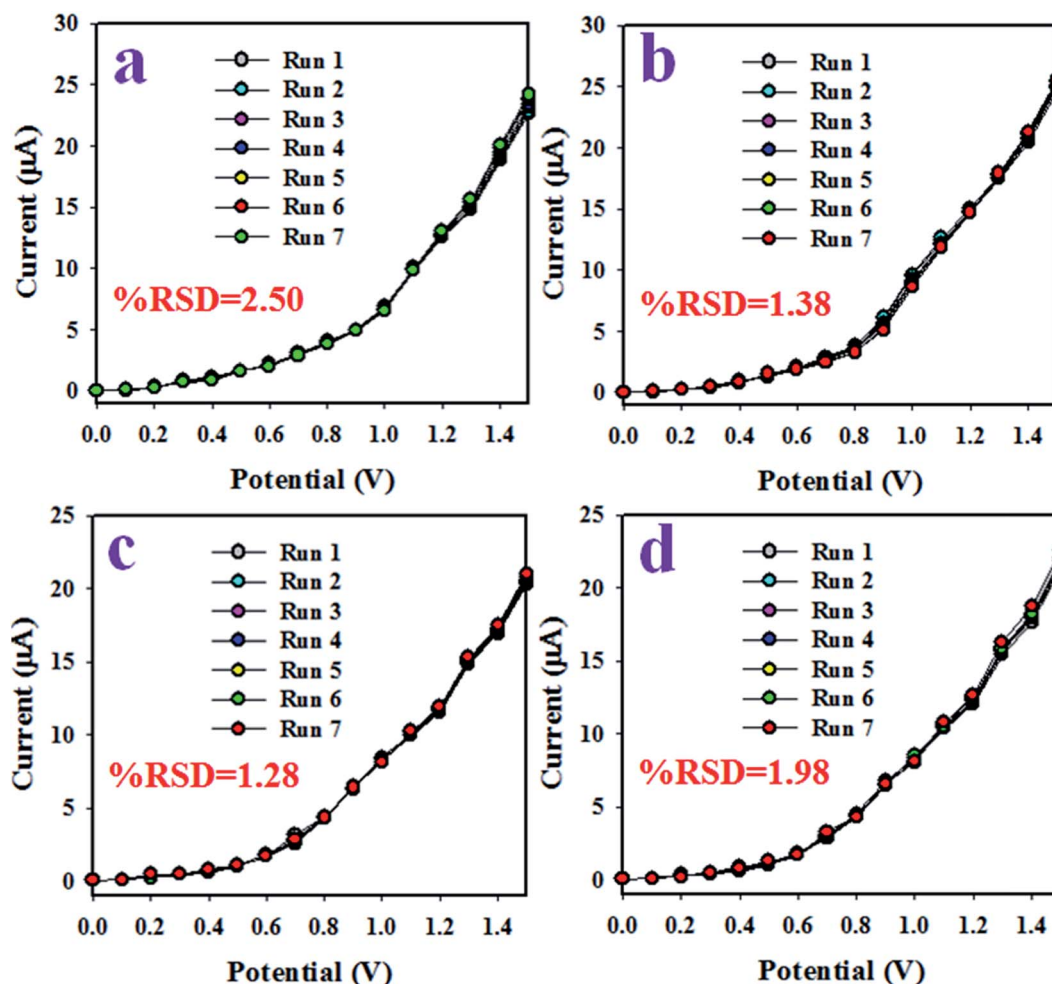 a
30
25
20
15
10
5
0
Current (µA)
Run 1
Run 2
Run 3
Run 4
Run 5
Run 6
Run 7
%RSD=2.50
0.0 0.2 0.4 0.6 0.8 1.0 1.2 1.4
Potential (V)
b
30
25
20
15
10
5
0
Current (µA)
Run 1
Run 2
Run 3
Run 4
Run 5
Run 6
Run 7
%RSD=1.38
0.0 0.2 0.4 0.6 0.8 1.0 1.2 1.4
Potential (V)
c
25
20
15
10
5
0
Current (µA)
Run 1
Run 2
Run 3
Run 4
Run 5
Run 6
Run 7
%RSD=1.28
0.0 0.2 0.4 0.6 0.8 1.0 1.2 1.4
Potential (V)
d
25
20
15
10
5
0
Current (µA)
Run 1
Run 2
Run 3
Run 4
Run 5
Run 6
Run 7
%RSD=1.98
0.0 0.2 0.4 0.6 0.8 1.0 1.2 1.4
Potential (V)